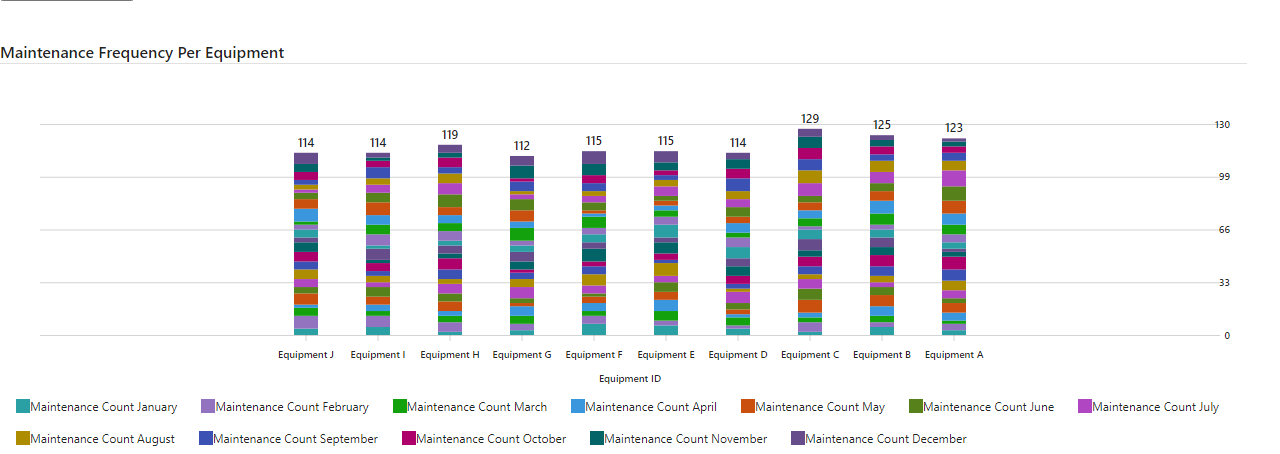 Maintenance Frequency Per Equipment
129
125
123
119
114 114 112 115 115 114
130
99
66
33
0
Equipment J Equipment I Equipment H Equipment G Equipment F Equipment E Equipment D Equipment C Equipment B Equipment A
Equipment ID
Maintenance Count January Maintenance Count February Maintenance Count March Maintenance Count April Maintenance Count May Maintenance Count June Maintenance Count July
Maintenance Count August Maintenance Count September Maintenance Count October Maintenance Count November Maintenance Count December